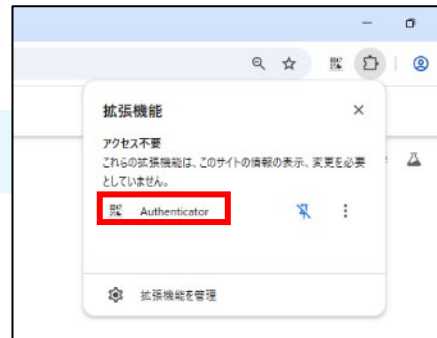 拡張機能
アクセス不要
これらの拡張機能は、このサイトの情報の表示、変更を必要
としていません。
Authenticator
拡張機能を管理